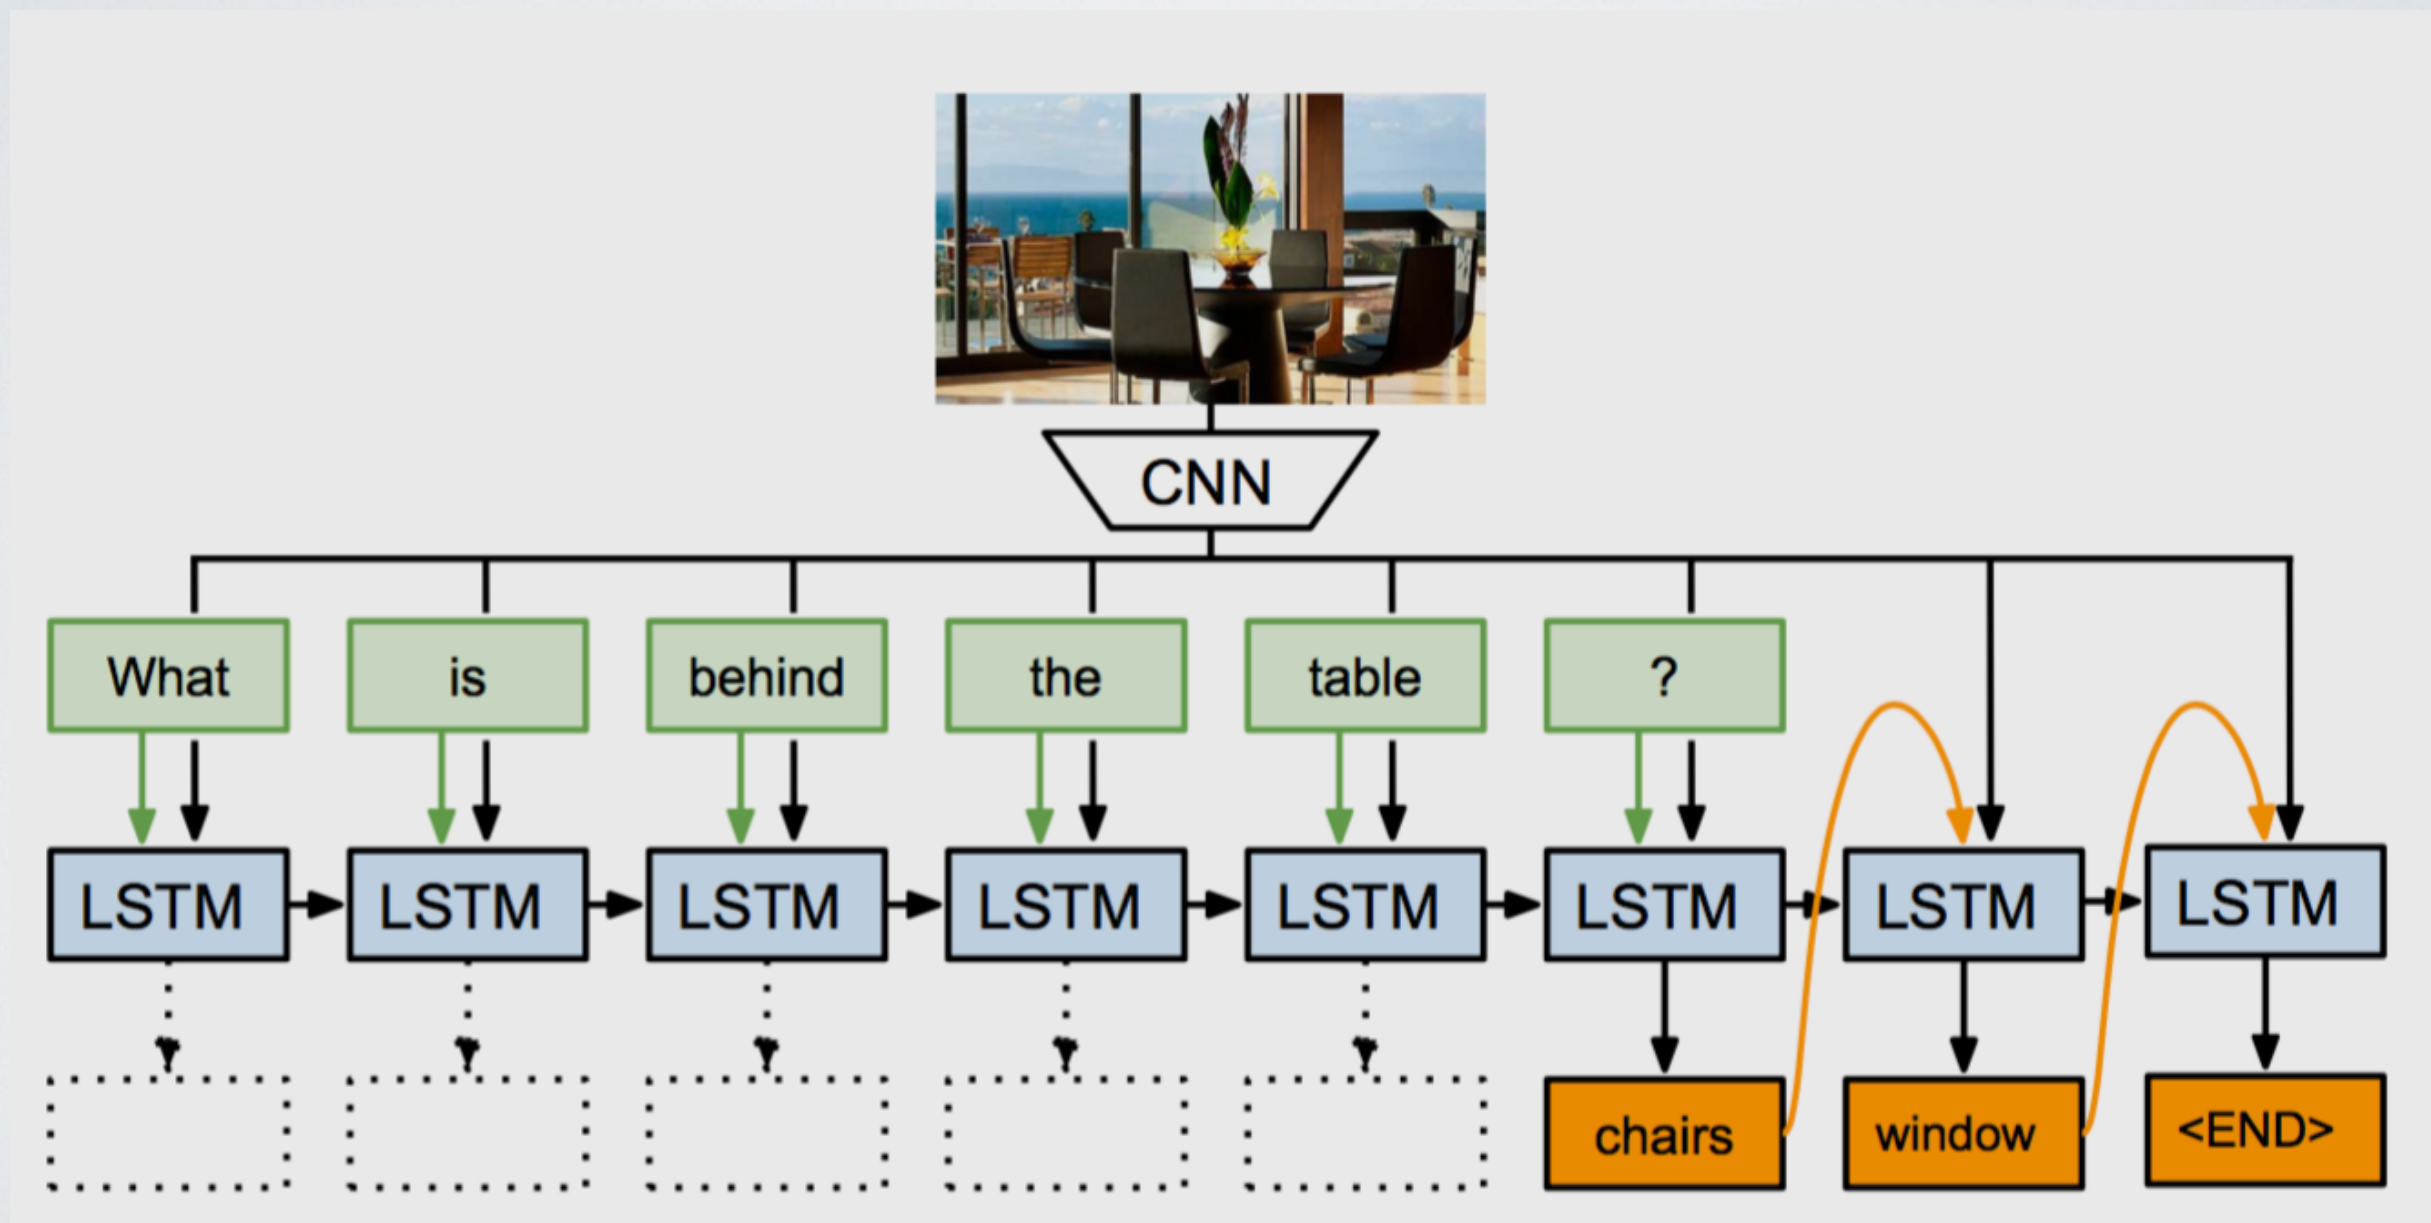 CNN
What is behind the table ?
LSTM LSTM LSTM LSTM LSTM LSTM LSTM LSTM
chairs window <END>